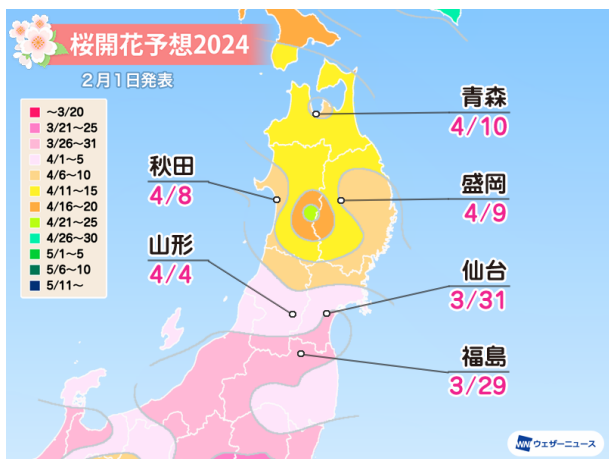 桜開花予想2024
2月1日発表
~3/20
3/21~25
3/26~31
4/1~5
4/6~10
4/11~15
4/16~20
4/21~25
4/26~30
5/1~5
5/6~10
5/11~
青森
4/10
秋田
4/8
盛岡
4/9
山形
4/4
仙台
3/31
福島
3/29
WNI ウェザーニュース